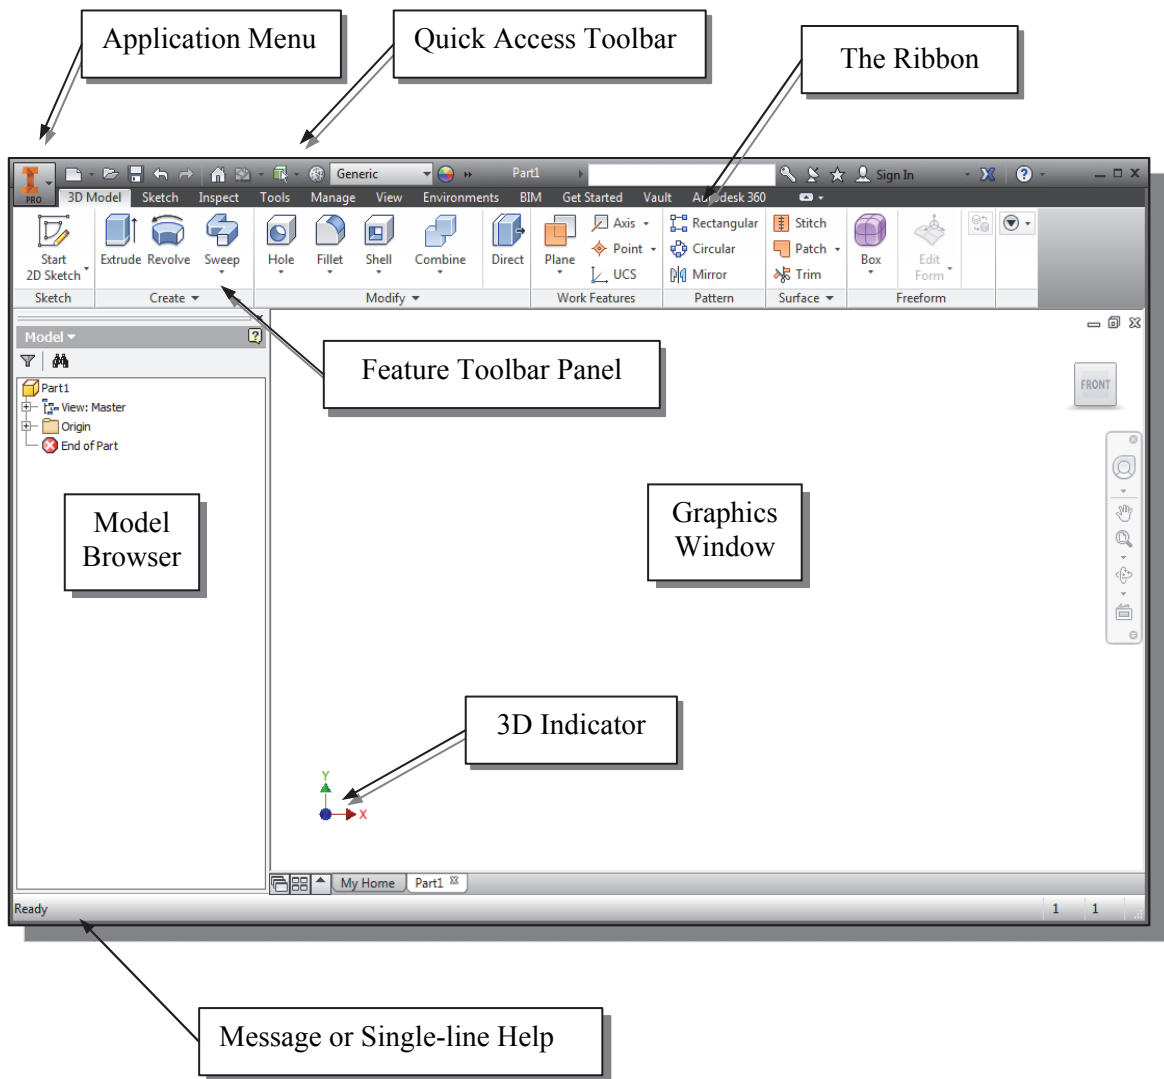 Application Menu
Quick Access Toolbar
The Ribbon
Generic
Part1
Sign In
PRO
3D Model Sketch Inspect Tools Manage View Environments BIM Get Started Vault Autodesk 360
Start
2D Sketch
Extrude Revolve Sweep
Hole Fillet Shell Combine
Direct
Plane
Axis
Point
UCS
Rectangular
Circular
Mirror
Stitch
Patch
Trim
Box
Edit
Form
Sketch Create Modify Work Features Pattern Surface Freeform
Model
Feature Toolbar Panel
Part1
View: Master
Origin
End of Part
FRONT
Model
Browser
Graphics
Window
3D Indicator
Y
X
My Home Part1
Ready 1 1
Message or Single-line Help